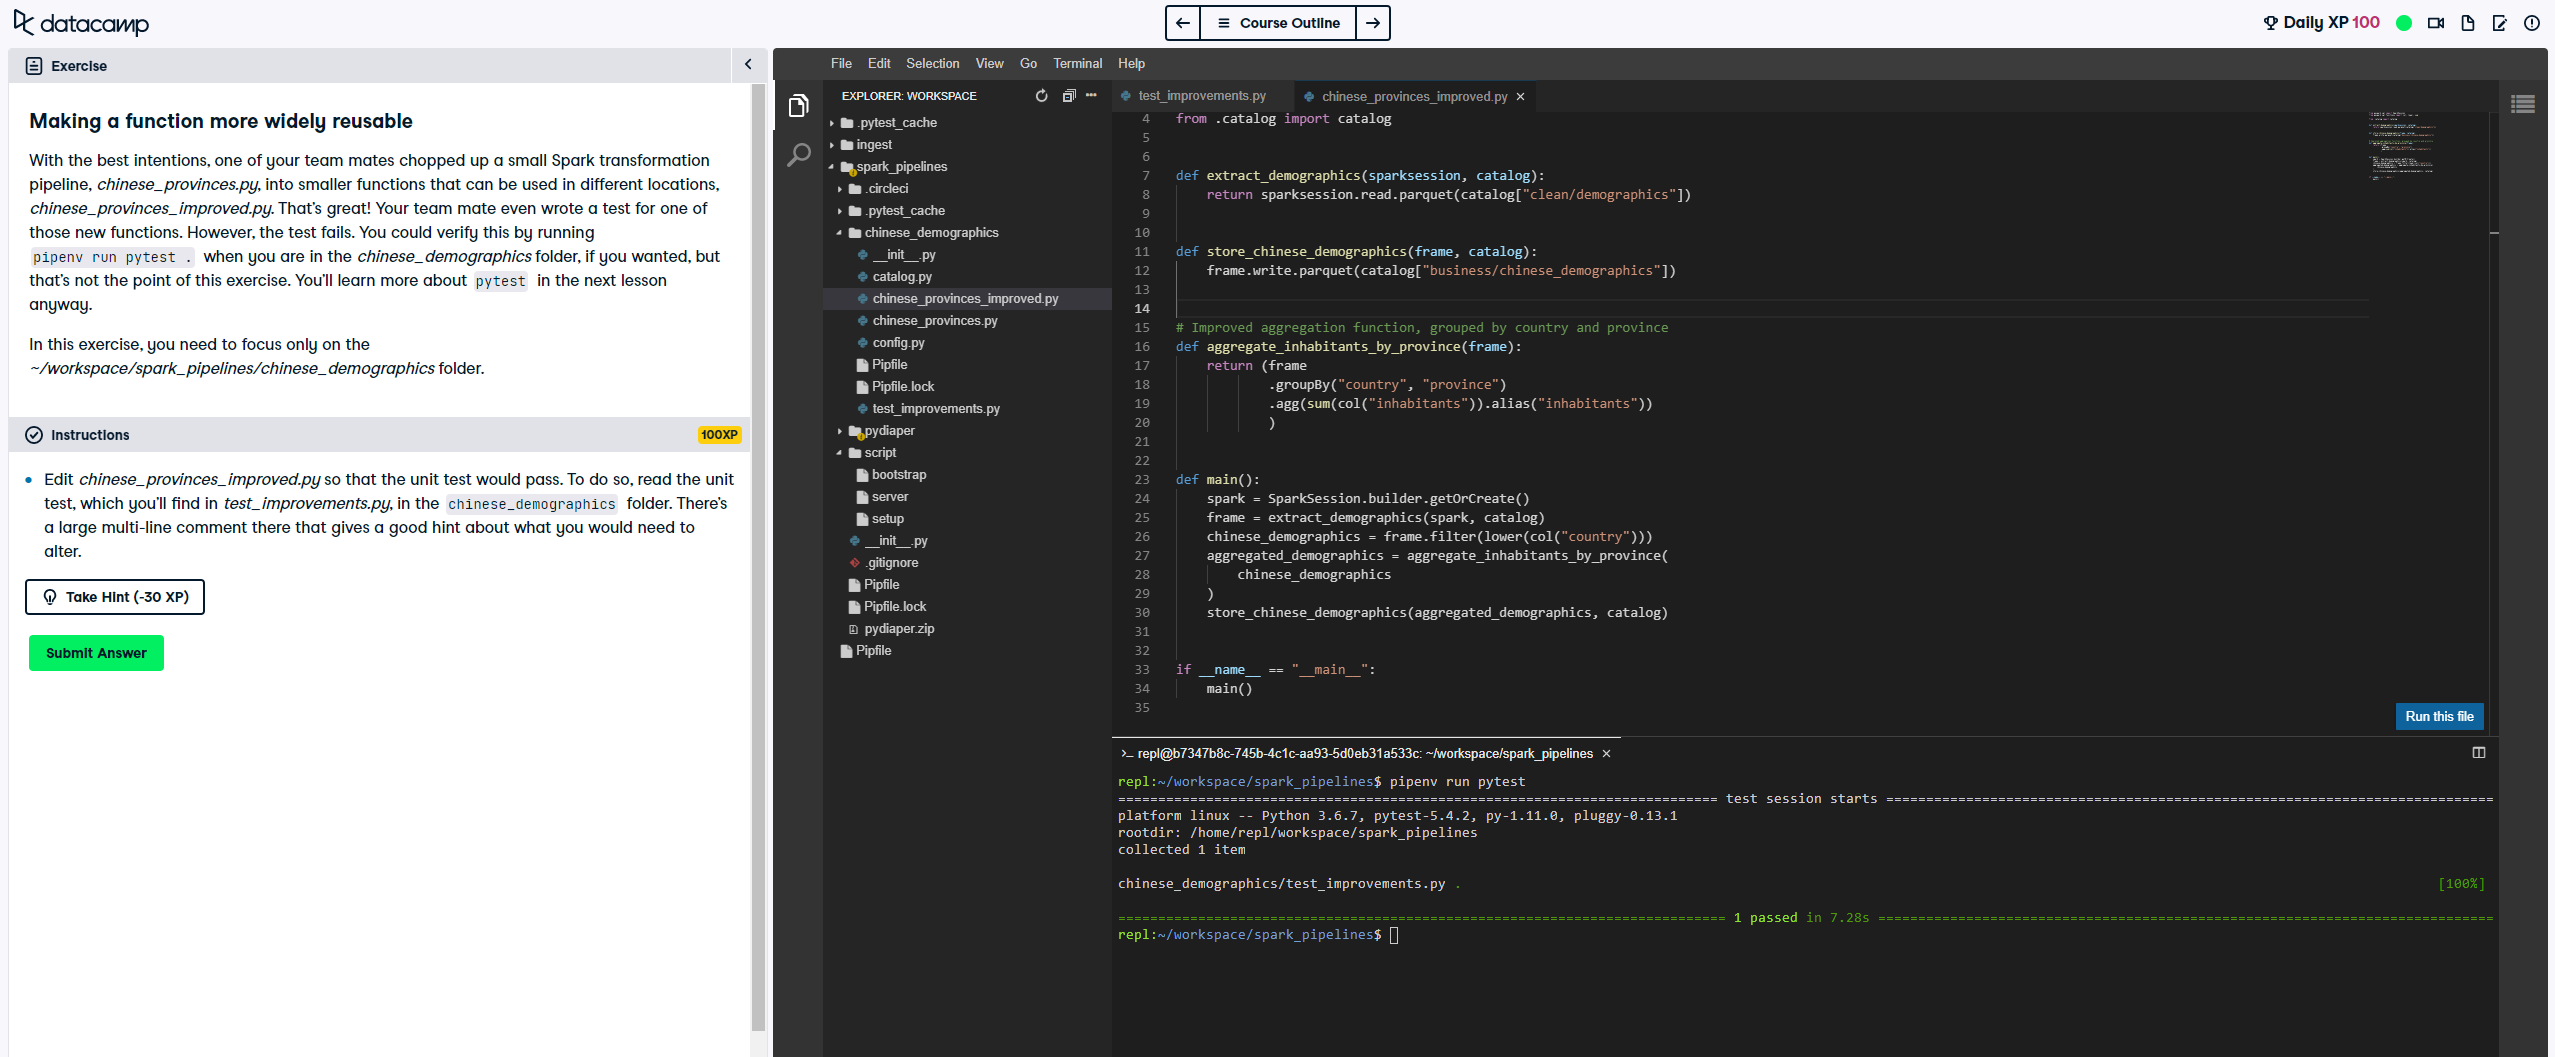 datacamp
Course Outline
Daily XP 100
Exercise
Making a function more widely reusable
With the best intentions, one of your team mates chopped up a small Spark transformation
pipeline, chinese_provinces.py, into smaller functions that can be used in different locations,
chinese_provinces_improved.py. That's great! Your team mate even wrote a test for one of
those new functions. However, the test fails. You could verify this by running
pipenv run pytest . when you are in the chinese_demographics folder, if you wanted, but
that's not the point of this exercise. You'll learn more about pytest in the next lesson
anyway.
In this exercise, you need to focus only on the
~/workspace/spark_pipelines/chinese_demographics folder.
Instructions
100XP
Edit chinese_provinces_improved.py so that the unit test would pass. To do so, read the unit
test, which you'll find in test_improvements.py, in the chinese_demographics folder. There's
a large multi-line comment there that gives a good hint about what you would need to
alter.
Take Hint (-30 XP)
Submit Answer
File Edit Selection View Go Terminal Help
EXPLORER: WORKSPACE
.pytest_cache
ingest
spark_pipelines
.circleci
.pytest_cache
chinese_demographics
__init__.py
catalog.py
chinese_provinces_improved.py
chinese_provinces.py
config.py
Pipfile
Pipfile.lock
test_improvements.py
pydiaper
script
bootstrap
server
setup
__init__.py
.gitignore
Pipfile
Pipfile.lock
pydiaper.zip
Pipfile
test_improvements.py
chinese_provinces_improved.py
4 from .catalog import catalog
5
6
7 def extract_demographics(sparksession, catalog):
8 return sparksession.read.parquet(catalog["clean/demographics"])
9
10
11 def store_chinese_demographics(frame, catalog):
12 frame.write.parquet(catalog["business/chinese_demographics"])
13
14
15 # Improved aggregation function, grouped by country and province
16 def aggregate_inhabitants_by_province(frame):
17 return (frame
18 .groupBy("country", "province")
19 .agg(sum(col("inhabitants")).alias("inhabitants"))
20 )
21
22
23 def main():
24 spark = SparkSession.builder.getOrCreate()
25 frame = extract_demographics(spark, catalog)
26 chinese_demographics = frame.filter(lower(col("country")))
27 aggregated_demographics = aggregate_inhabitants_by_province(
28 chinese_demographics
29 )
30 store_chinese_demographics(aggregated_demographics, catalog)
31
32
33 if __name__ == "__main__":
34 main()
35
Run this file
repl@b7347b8c-745b-4c1c-aa93-5d0eb31a533c: ~/workspace/spark_pipelines
repl:~/workspace/spark_pipelines$ pipenv run pytest
test session starts
platform linux -- Python 3.6.7, pytest-5.4.2, py-1.11.0, pluggy-0.13.1
rootdir: /home/repl/workspace/spark_pipelines
collected 1 item
chinese_demographics/test_improvements.py . [100%]
1 passed in 7.28s
repl:~/workspace/spark_pipelines$